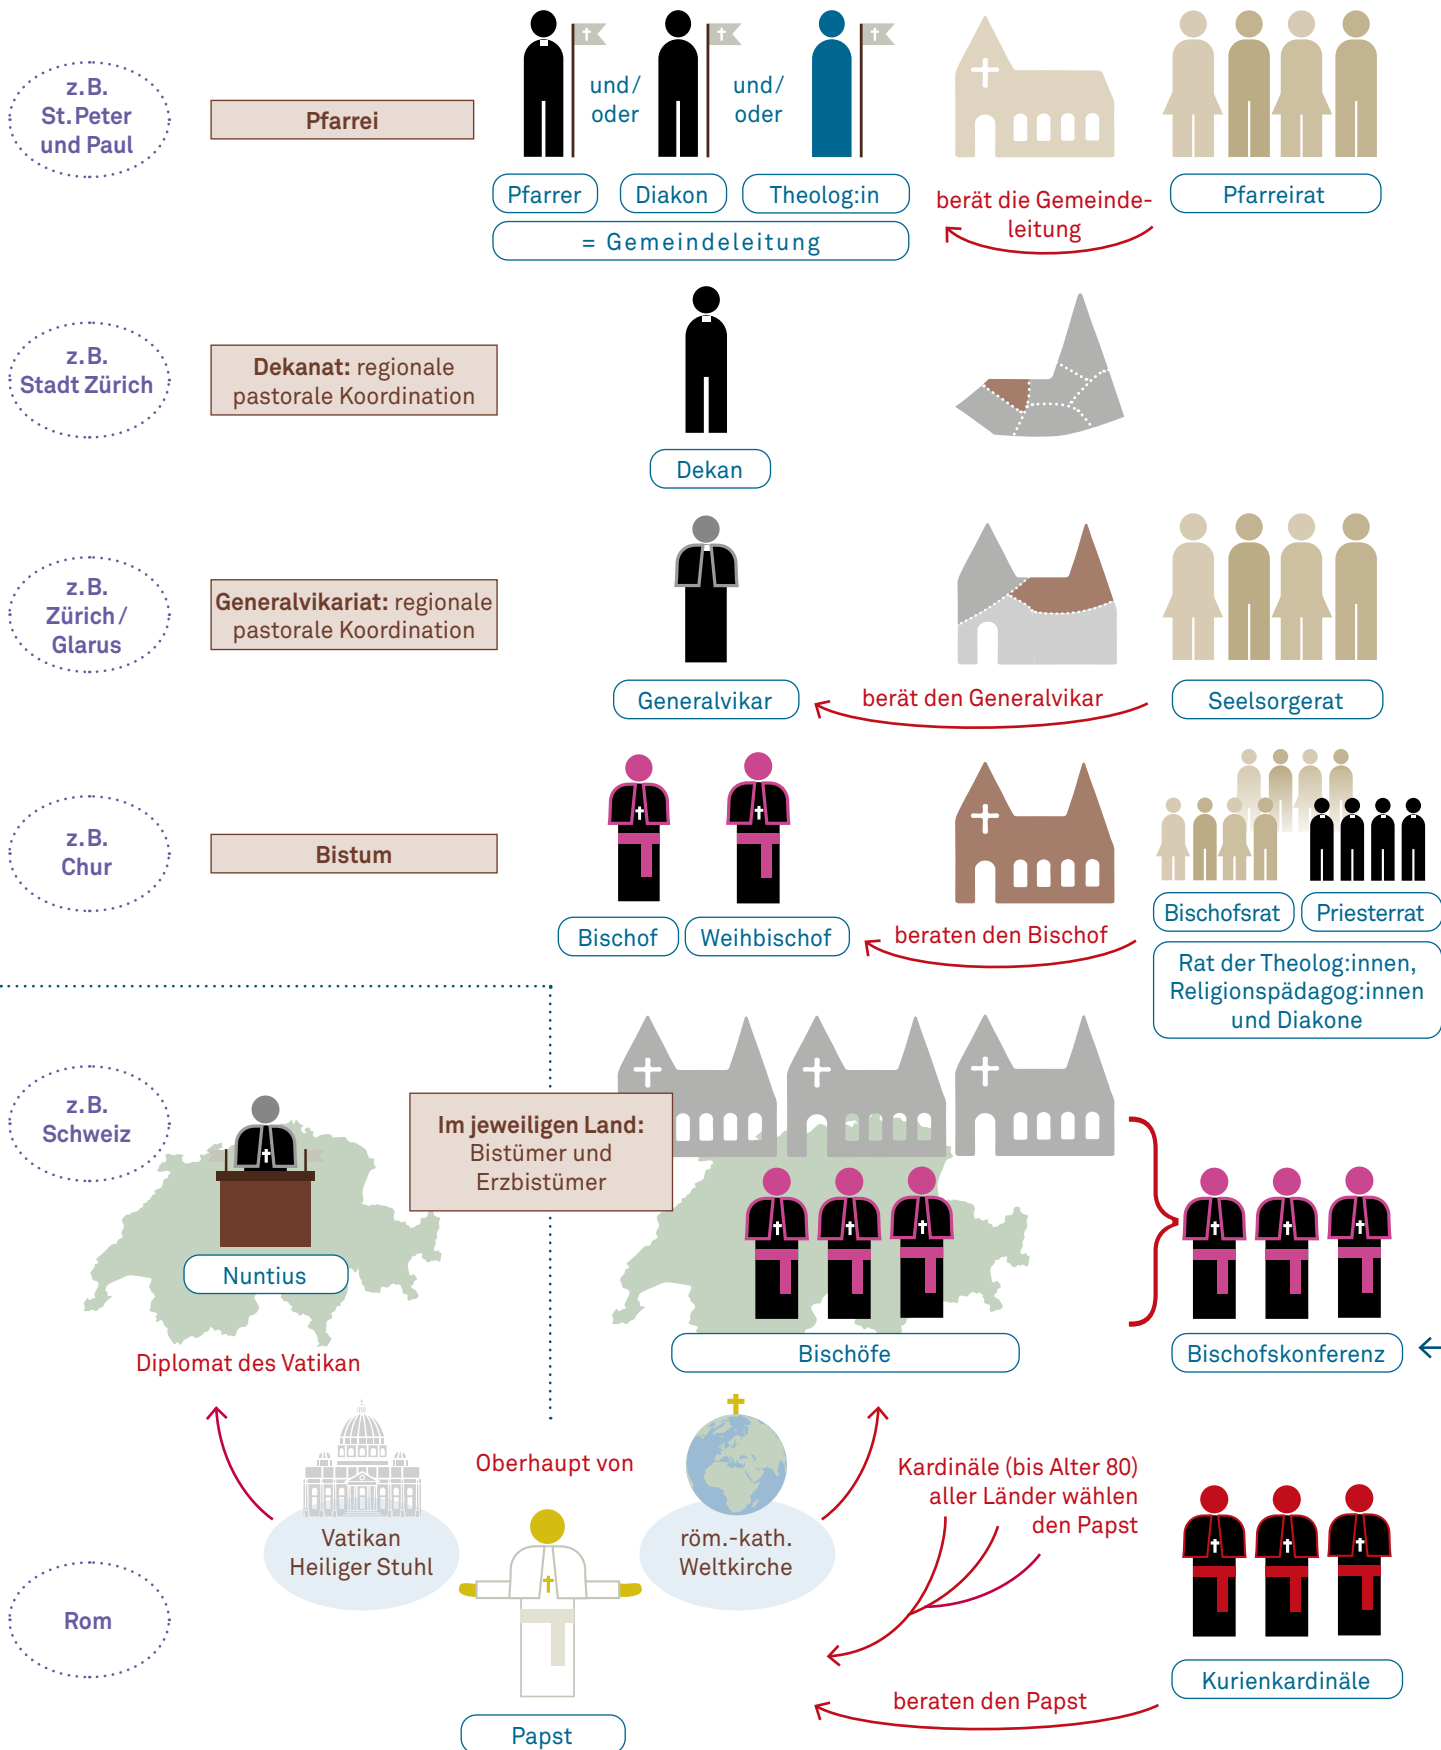 z.B.
St. Peter
und Paul
Pfarrei
und/
oder
und/
oder
Pfarrer
Diakon
Theolog:in
= Gemeindeleitung
berät die Gemeinde-
leitung
Pfarreirat
z.B.
Stadt Zürich
Dekanat: regionale
pastorale Koordination
Dekan
z.B.
Zürich/
Glarus
Generalvikariat: regionale
pastorale Koordination
Generalvikar
berät den Generalvikar
Seelsorgerat
z.B.
Chur
Bistum
Bischof
Weihbischof
beraten den Bischof
Bischofsrat
Priesterrat
Rat der Theolog:innen,
Religionspädagog:innen
und Diakone
z.B.
Schweiz
Im jeweiligen Land:
Bistümer und
Erzbistümer
Nuntius
Diplomat des Vatikan
Bischöfe
Bischofskonferenz
Oberhaupt von
Vatikan
Heiliger Stuhl
röm.-kath.
Weltkirche
Kardinäle (bis Alter 80)
aller Länder wählen
den Papst
Rom
Papst
beraten den Papst
Kurienkardinäle